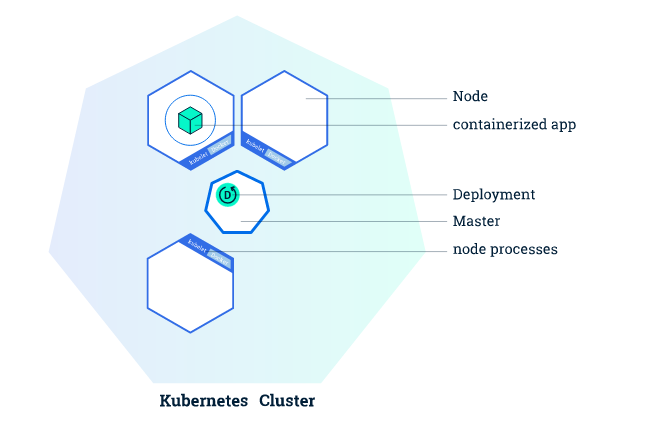 Node
containerized app
kubelet Docker
kubelet Docker
D
Deployment
Master
kubelet Docker
node processes
Kubernetes Cluster